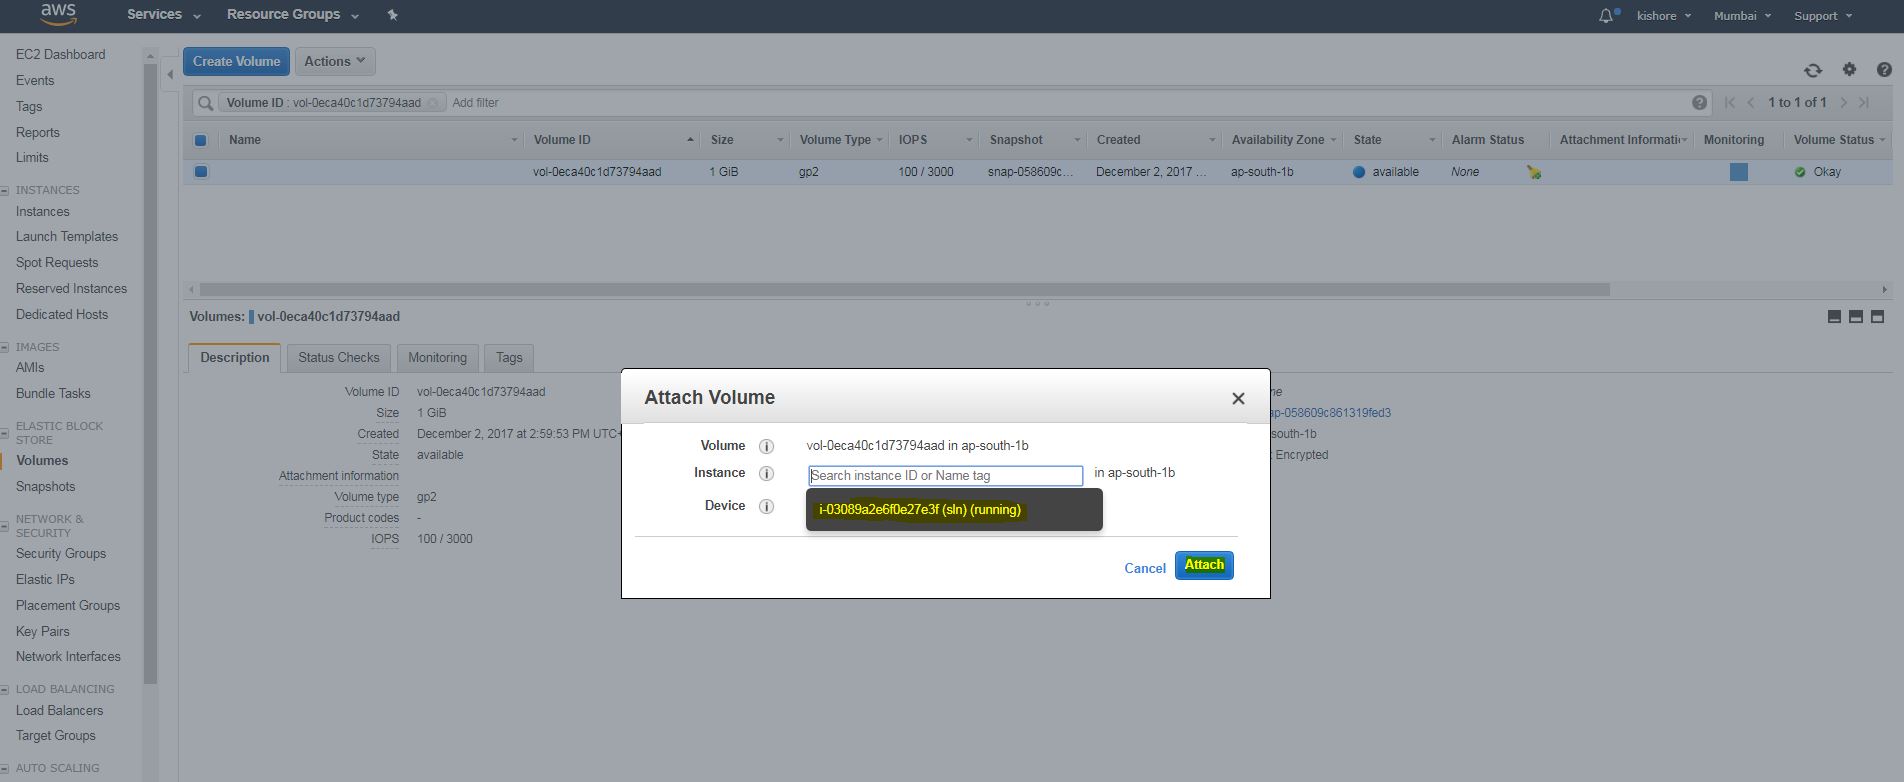 aws Services Resource Groups kishore Mumbai Support
EC2 Dashboard
Events
Tags
Reports
Limits
INSTANCES
Instances
Launch Templates
Spot Requests
Reserved Instances
Dedicated Hosts
IMAGES
AMIs
Bundle Tasks
ELASTIC BLOCK
STORE
Volumes
Snapshots
NETWORK &
SECURITY
Security Groups
Elastic IPs
Placement Groups
Key Pairs
Network Interfaces
LOAD BALANCING
Load Balancers
Target Groups
AUTO SCALING
Create Volume Actions
Volume ID : vol-0eca40c1d73794aad Add filter 1 to 1 of 1
Name Volume ID Size Volume Type IOPS Snapshot Created Availability Zone State Alarm Status Attachment Informati Monitoring Volume Status
vol-0eca40c1d73794aad 1 GiB gp2 100 / 3000 snap-058609c... December 2, 2017 ... ap-south-1b available None Okay
Volumes: vol-0eca40c1d73794aad
Description Status Checks Monitoring Tags
Volume ID vol-0eca40c1d73794aad
Size 1 GiB
Created December 2, 2017 at 2:59:53 PM UTC+
State available
Attachment information
Volume type gp2
Product codes -
IOPS 100 / 3000
ne
ap-058609c861319fed3
-south-1b
Encrypted
Attach Volume
Volume vol-0eca40c1d73794aad in ap-south-1b
Instance Search instance ID or Name tag in ap-south-1b
Device i-03089a2e6f0e27e3f (sln) (running)
Cancel Attach